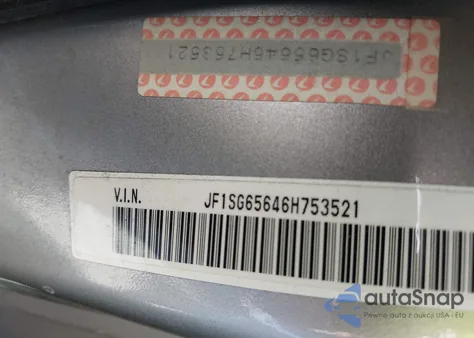 JF1SG65646H753521
V.I.N. JF1SG65646H753521
autoSnap
Pewne auta z aukcji USA - EU